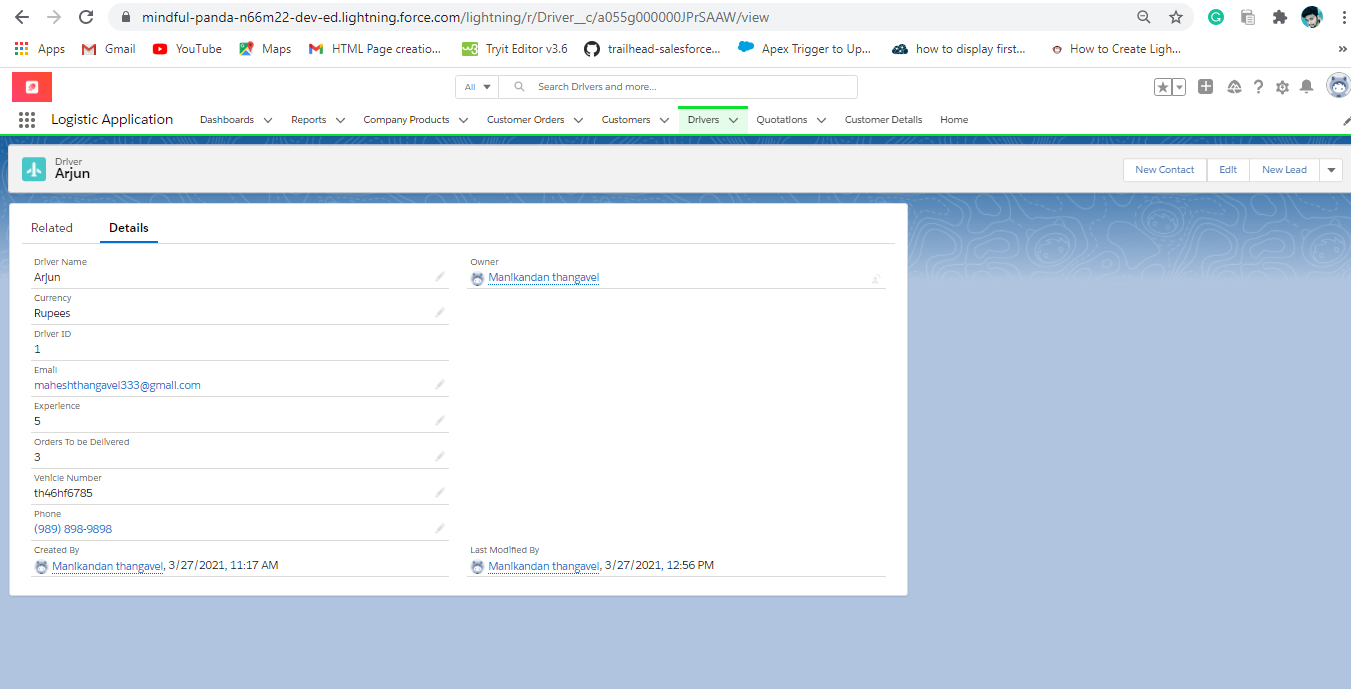 mindful-panda-n66m22-dev-ed.lightning.force.com/lightning/r/Driver__c/a055g000000JPrSAAW/view
Apps Gmail YouTube Maps HTML Page creatio... Tryit Editor v3.6 trailhead-salesforce... Apex Trigger to Up... how to display first... How to Create Ligh... »
All Search Drivers and more...
Logistic Application Dashboards Reports Company Products Customer Orders Customers Drivers Quotations Customer Details Home
Driver
Arjun
New Contact Edit New Lead
Related Details
Driver Name
Arjun
Owner
Manikandan thangavel
Currency
Rupees
Driver ID
1
Email
maheshthangavel333@gmail.com
Experience
5
Orders To be Delivered
3
Vehicle Number
th46hf6785
Phone
(989) 898-9898
Created By
Manikandan thangavel, 3/27/2021, 11:17 AM
Last Modified By
Manikandan thangavel, 3/27/2021, 12:56 PM